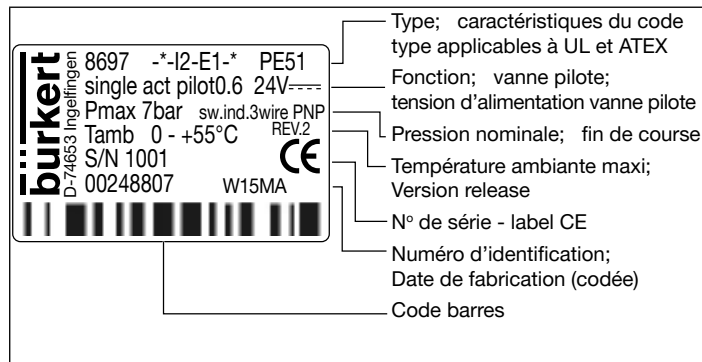 bürkert
D-74653 Ingelfingen
8697 -*-I2-E1-* PE51
single act pilot0.6 24V
Pmax 7bar sw.ind.3wire PNP
Tamb 0 - +55°C REV.2
S/N 1001 CE
00248807 W15MA
Type; caractéristiques du code
type applicables à UL et ATEX
Fonction; vanne pilote;
tension d'alimentation vanne pilote
Pression nominale; fin de course
Température ambiante maxi;
Version release
Nº de série - label CE
Numéro d'identification;
Date de fabrication (codée)
Code barres